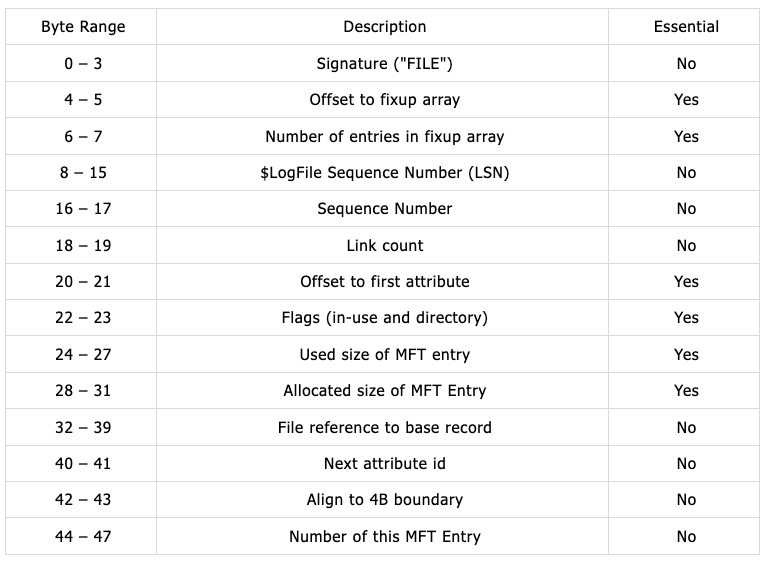 Byte Range Description Essential
0 – 3 Signature ("FILE") No
4 – 5 Offset to fixup array Yes
6 – 7 Number of entries in fixup array Yes
8 – 15 $LogFile Sequence Number (LSN) No
16 – 17 Sequence Number No
18 – 19 Link count No
20 – 21 Offset to first attribute Yes
22 – 23 Flags (in-use and directory) Yes
24 – 27 Used size of MFT entry Yes
28 – 31 Allocated size of MFT Entry Yes
32 – 39 File reference to base record No
40 – 41 Next attribute id No
42 – 43 Align to 4B boundary No
44 – 47 Number of this MFT Entry No